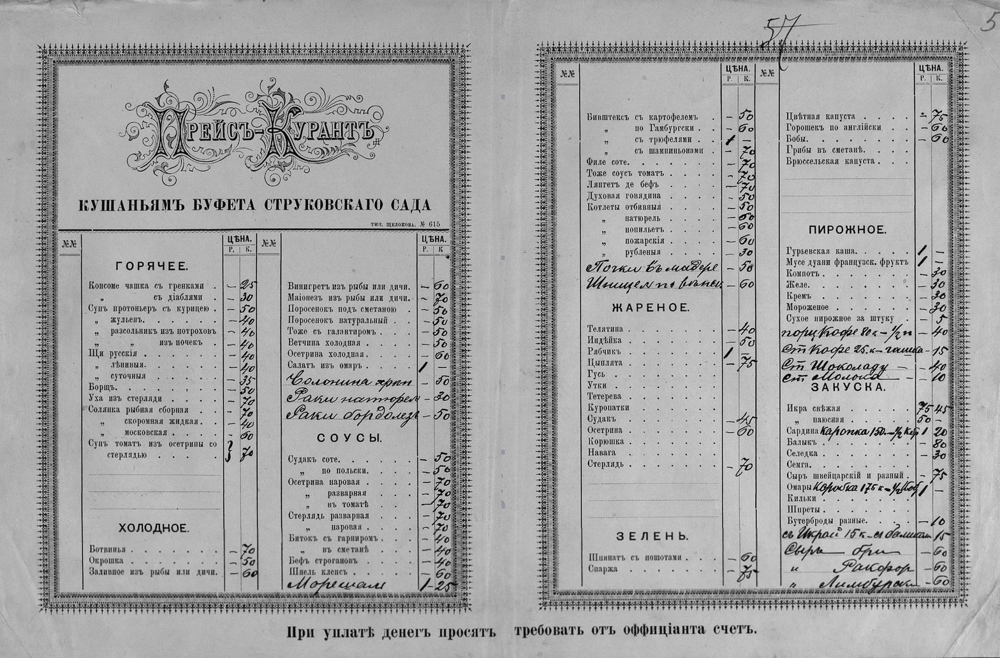 57
5
ПРЕЙСЪ-КУРАНТЪ
КУШАНЬЯМЪ БУФЕТА СТРУКОВСКАГО САДА
ТИП. ЩЕЛОКОВА. № 615
№№ ЦѢНА. Р. К.
ГОРЯЧЕЕ.
Консоме чашка съ гренками . — 25
„ съ діаблями . — 30
Супъ протоньеръ съ курицею . — 50
„ жульенъ. . . . . . — 40
„ разсольникъ изъ потроховъ — 40
„ „ изъ почекъ . — 40
Щи русскія . . . . . . — 40
„ лѣнивыя. . . . . . — 40
„ суточныя . . . . . — 35
Борщъ. . . . . . . . — 50
Уха изъ стерляди . . . . — 70
Солянка рыбная сборная . . — 70
„ скоромная жидкая. . — 40
„ московская . . . . — 60
Супъ томатъ изъ осетрины со
стерлядью . . . . . 70
ХОЛОДНОЕ.
Ботвинья . . . . . . . — 70
Окрошка . . . . . . . — 50
Заливное изъ рыбы или дичи. — 60
№№ ЦѢНА. Р. К
Винигретъ изъ рыбы или дичи. — 60
Маіонезъ изъ рыбы или дичи. — 70
Поросенокъ подъ сметаною . — 50
Поросенокъ натуральный . . — 50
Тоже съ галантиромъ . . . — 50
Ветчина холодная . . . . — 50
Осетрина холодная . . . . — 60
Салатъ изъ омаръ . . . . 1 —
Солонина хрѣн — 50
Раки натюрель — 30
Раки бордолезъ — 50
СОУСЫ.
Судакъ соте. . . . . . — 50
„ по польски. . . . — 50
Осетрина паровая . . . . — 70
„ разварная . . . — 70
„ въ томатѣ . . . — 70
Стерлядь разварная . . . — 70
„ паровая . . . . — 70
Битокъ съ гарниромъ . . . — 40
„ въ сметанѣ . . . — 40
Бефъ строгановъ . . . . — 40
Шнель клепсъ . . . . . — 60
1 — 25
№№ ЦѢНА. Р. К.
Бивштексъ съ картофелемъ . — 50
„ по Гамбургски . . — 60
„ съ трюфелями . . 1 —
„ съ шампиньонами . — 70
Филе соте. . . . . . . — 70
Тоже соусъ томатъ . . . . — 70
Лянгетъ де бефъ . . . . — 70
Духовая говядина . . . . — 50
Котлеты отбивныя . . . . — 50
„ натюрель . . . . — 60
„ попильетъ . . . . — 60
„ пожарскія . . . . — 60
„ рубленыя . . . . — 30
Почки въ мадере — 50
Шницель по вѣнски — 60
ЖАРЕНОЕ.
Телятина . . . . . . . — 40
Индѣйка . . . . . . . — 50
Рябчикъ . . . . . . . 1 —
Цыплята . . . . . . . — 75
Гусь . . . . . . .
Утки . . . . . . .
Тетерева . . . . . .
Куропатки . . . . . .
Судакъ . . . . . . . — 45
Осетрина . . . . . . . — 60
Корюшка . . . . . .
Навага . . . . . .
Стерлядь . . . . . . . — 70
ЗЕЛЕНЬ.
Шпинатъ съ пошотами . . . — 60
Спаржа . . . . . . . — 75
№№ ЦѢНА. Р. К.
Цвѣтная капуста . . . . — 75
Горошекъ по англійски . . — 60
Бобы. . . . . . . . — 60
Грибы въ сметанѣ. . . .
Брюссельская капуста . . .
ПИРОЖНОЕ.
Гурьевская каша. . . . . 1 —
Мусе дуани французск. фруктъ 1 —
Компотъ . . . . . . . — 30
Желе. . . . . . . . — 30
Кремъ . . . . . . . — 30
Мороженое . . . . . . — 30
Сухое пирожное за штуку . — 5
порц Кофе 80 к — 1/2 п — 40
Ст Кофе 25. к — чашка — 15
Ст Шоколаду — — 40
Ст Молока — — 10
ЗАКУСКА.
Икра свѣжая . . . . . 75 45
„ паюсная . . . . . 50 —
Сардина каропка 150 — 1/2 кор 1 20
Балыкъ . . . . . . . — 80
Селедка . . . . . . . — 30
Семга. . . . . . .
Сыръ швейцарскій и разный . — 75
Омары Коробка 175 к — 1/2 Коб 1 —
Кильки . . . . . . .
Шпреты . . . . . . .
Бутерброды разные. . . . — 10
съ Икрой 15 к — съ балыкомъ 15
Сыръ бри — 60
„ Ракфор — 60
„ Лимбурск — 60
При уплатѣ денегъ просятъ требовать отъ оффиціанта счетъ.